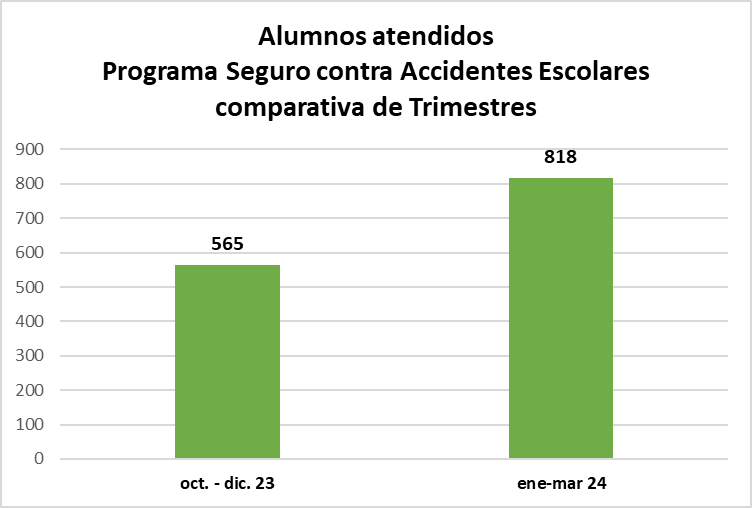 Alumnos atendidos
Programa Seguro contra Accidentes Escolares
comparativa de Trimestres
900
800
700
600
500
400
300
200
100
0
565
818
oct. - dic. 23
ene-mar 24